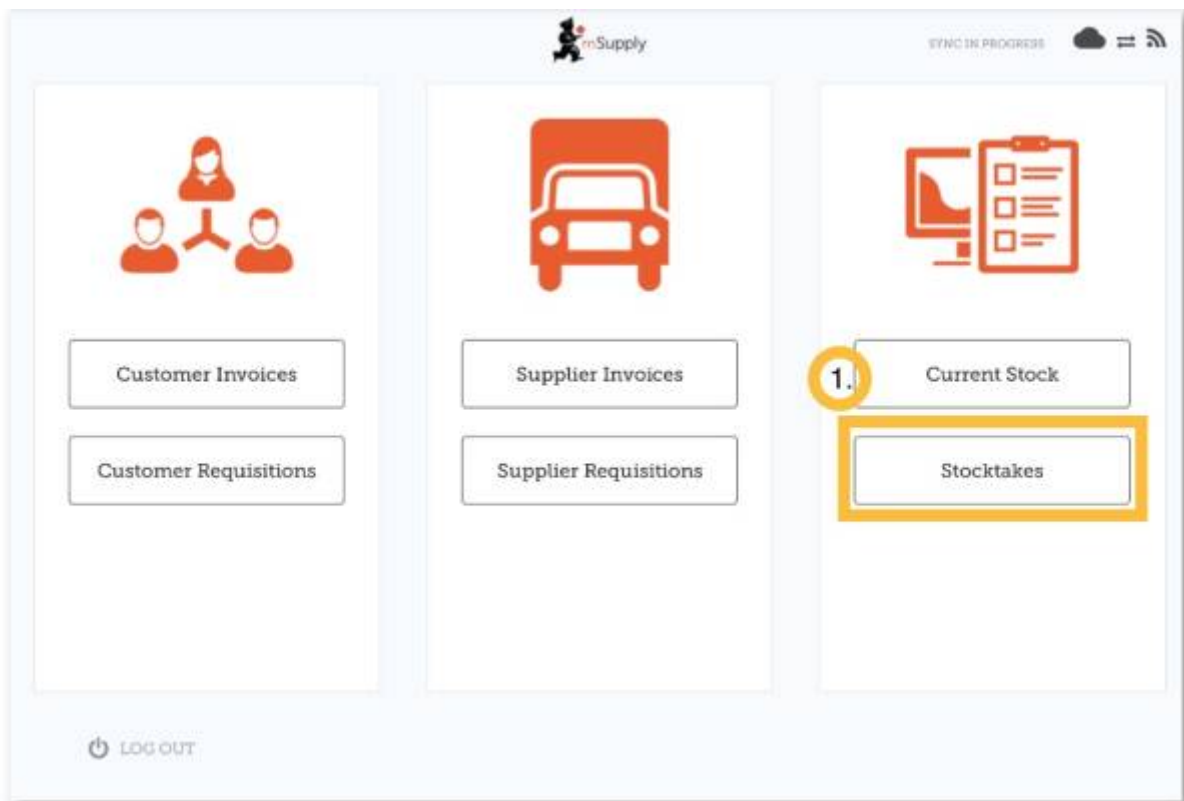 mSupply
SYNC IN PROGRESS
Customer Invoices
Customer Requisitions
Supplier Invoices
Supplier Requisitions
1.
Current Stock
Stocktakes
LOG OUT